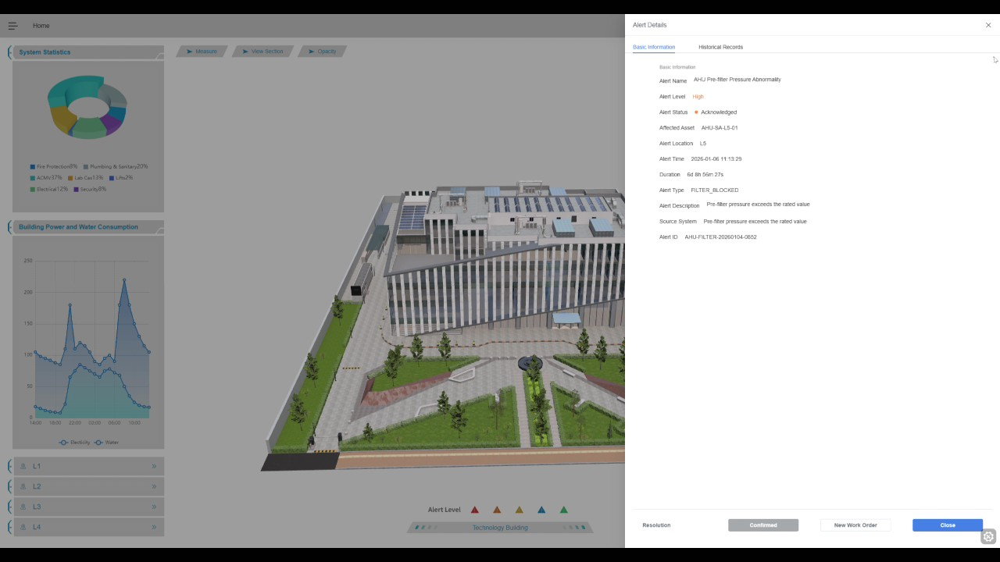 Home
System Statistics
Fire Protection8%
Plumbing & Sanitary20%
ACMV37%
Lab Gas13%
Lifts2%
Electrical12%
Security8%
Building Power and Water Consumption
250
200
150
100
50
0
14:00 18:00 22:00 02:00 06:00 10:00
Electicity Water
L1
L2
L3
L4
Measure
View Section
Opacity
Alert Level
Technology Building
Alert Details
Basic Information
Historical Records
Basic Information
Alert Name AHU Pre-filter Pressure Abnormality
Alert Level High
Alert Status Acknowledged
Affected Asset AHU-SA-L5-01
Alert Location L5
Alert Time 2026-01-06 11:13:29
Duration 6d 8h 56m 27s
Alert Type FILTER_BLOCKED
Alert Description Pre-filter pressure exceeds the rated value
Source System Pre-filter pressure exceeds the rated value
Alert ID AHU-FILTER-20260104-0852
Resolution
Confirmed
New Work Order
Close